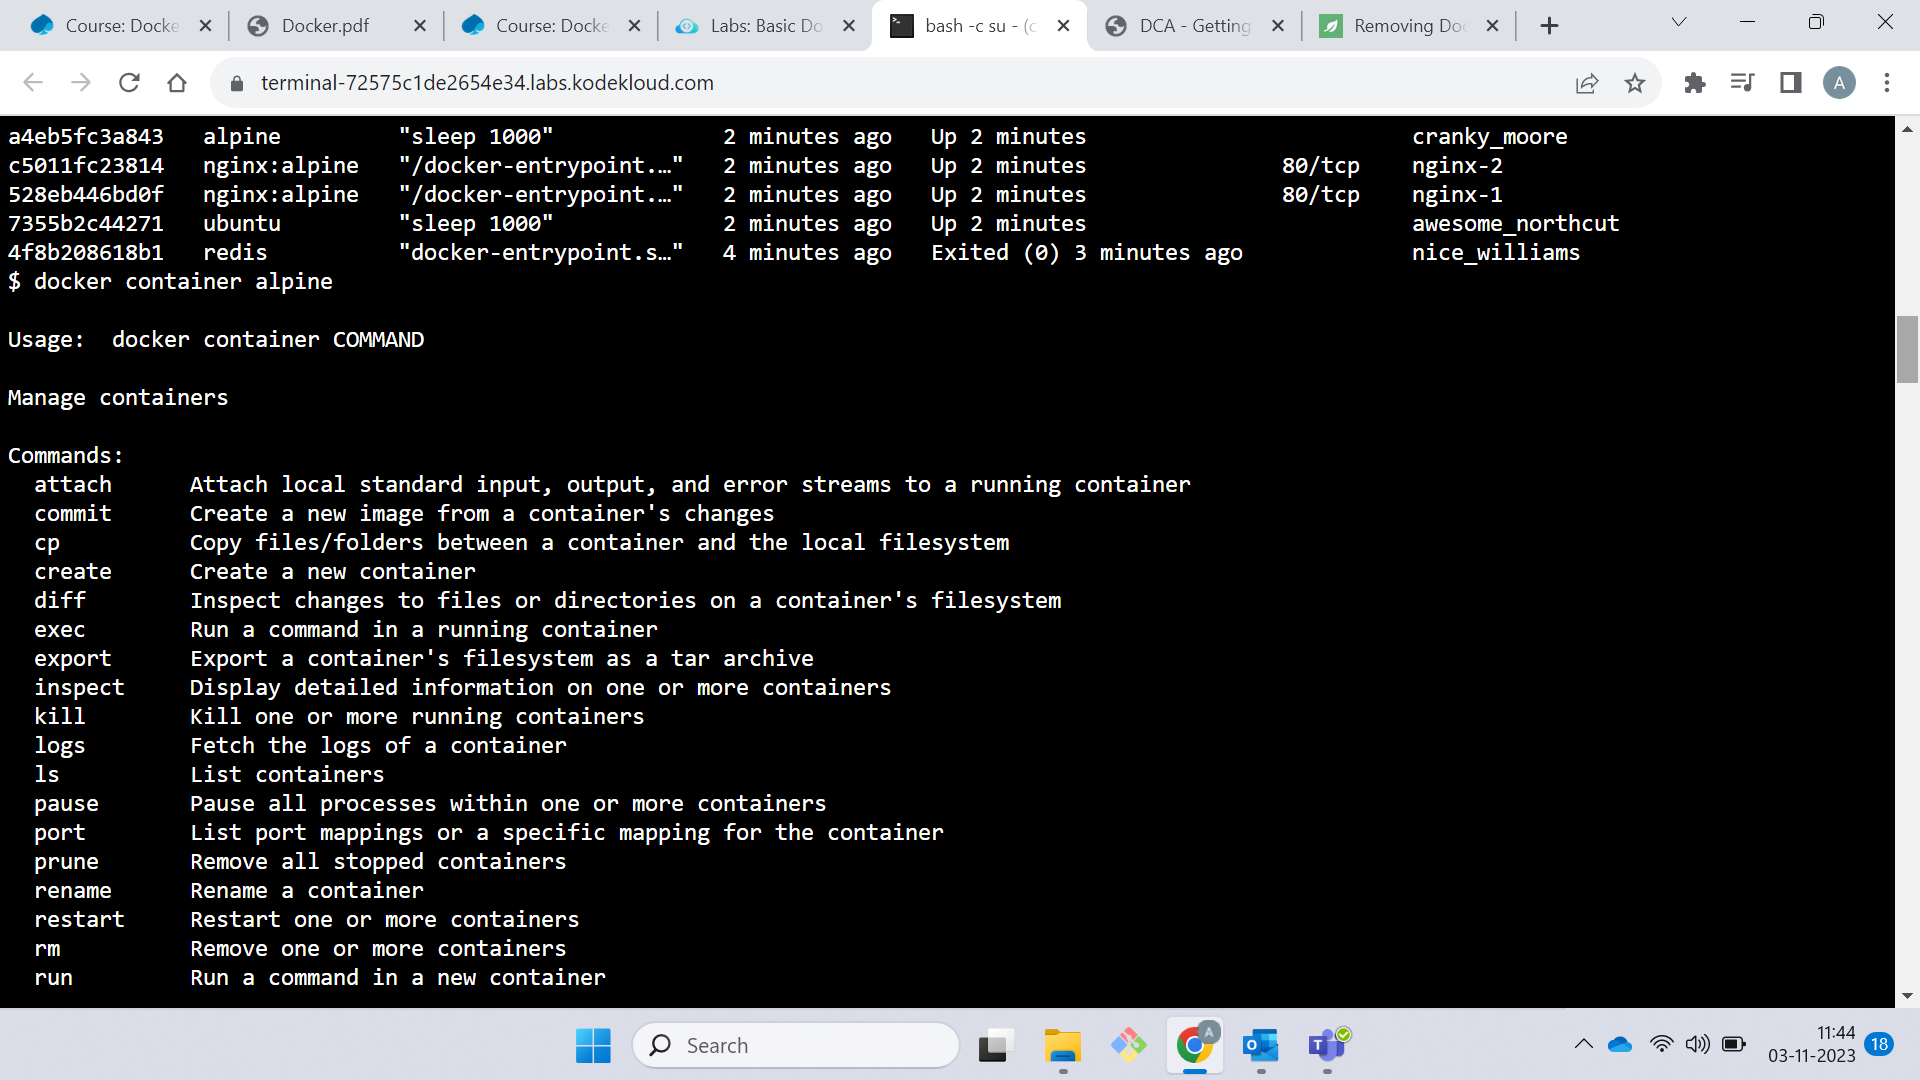 Course: Docke
Docker.pdf
Course: Docke
Labs: Basic Do
bash -c su - (c
DCA - Getting
Removing Doc
terminal-72575c1de2654e34.labs.kodekloud.com
A
a4eb5fc3a843 alpine "sleep 1000" 2 minutes ago Up 2 minutes cranky_moore
c5011fc23814 nginx:alpine "/docker-entrypoint.…" 2 minutes ago Up 2 minutes 80/tcp nginx-2
528eb446bd0f nginx:alpine "/docker-entrypoint.…" 2 minutes ago Up 2 minutes 80/tcp nginx-1
7355b2c44271 ubuntu "sleep 1000" 2 minutes ago Up 2 minutes awesome_northcut
4f8b208618b1 redis "docker-entrypoint.s…" 4 minutes ago Exited (0) 3 minutes ago nice_williams
$ docker container alpine
Usage: docker container COMMAND
Manage containers
Commands:
attach Attach local standard input, output, and error streams to a running container
commit Create a new image from a container's changes
cp Copy files/folders between a container and the local filesystem
create Create a new container
diff Inspect changes to files or directories on a container's filesystem
exec Run a command in a running container
export Export a container's filesystem as a tar archive
inspect Display detailed information on one or more containers
kill Kill one or more running containers
logs Fetch the logs of a container
ls List containers
pause Pause all processes within one or more containers
port List port mappings or a specific mapping for the container
prune Remove all stopped containers
rename Rename a container
restart Restart one or more containers
rm Remove one or more containers
run Run a command in a new container
Search
A
11:44
03-11-2023
18